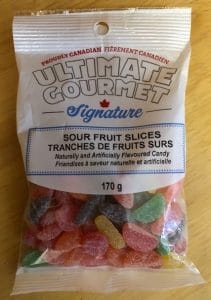 PROUDLY CANADIAN FIÈREMENT CANADIEN
ULTIMATE
GOURMET
Signature
SOUR FRUIT SLICES
TRANCHES DE FRUITS SURS
Naturally and Artificially Flavoured Candy
Friandises à saveur naturelle et artificielle
170 g